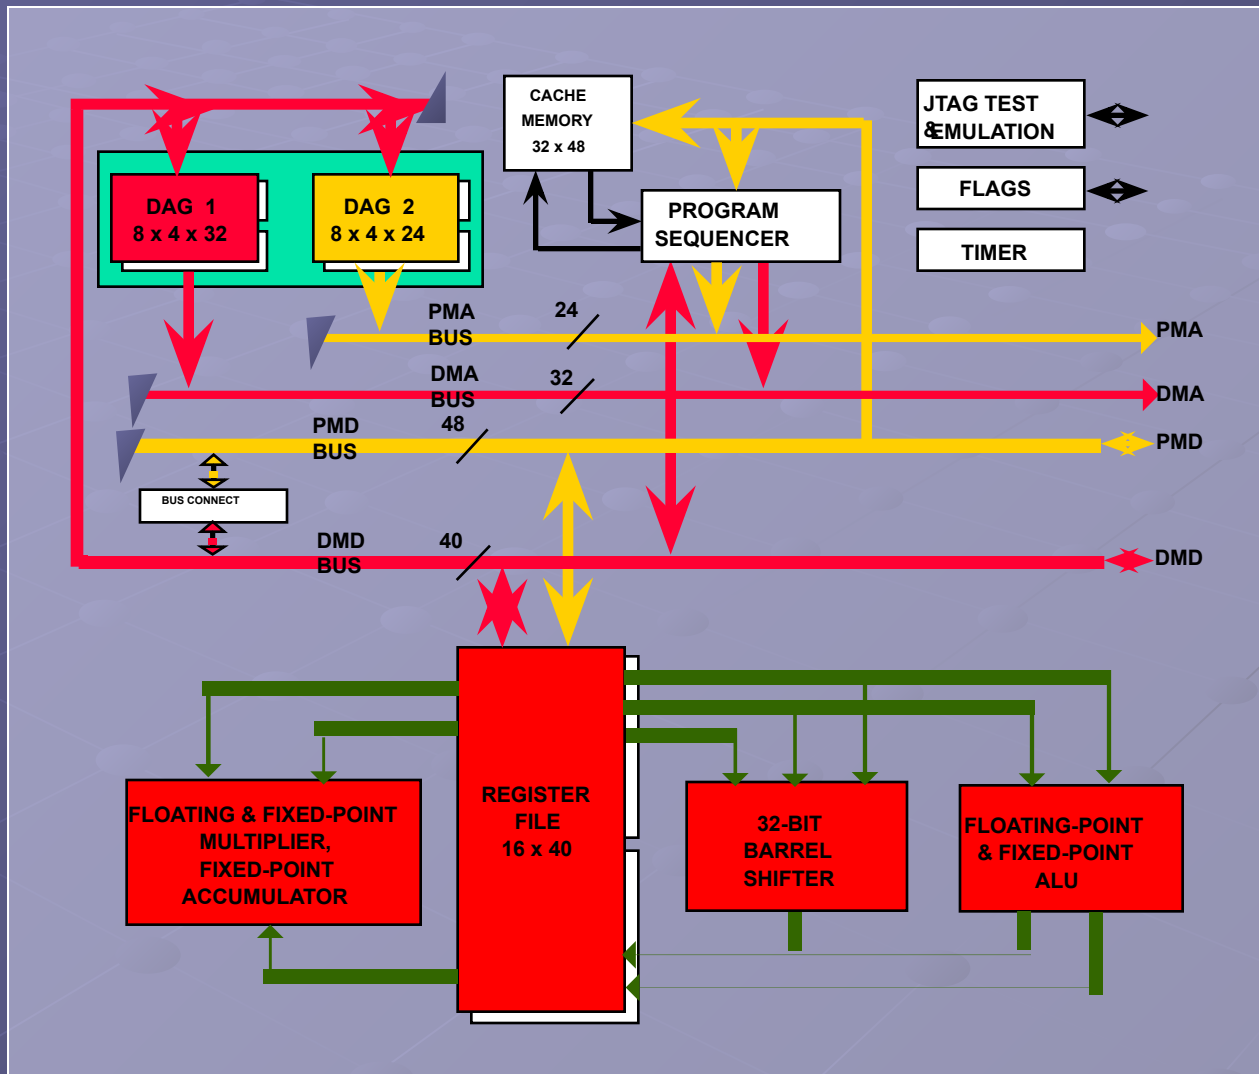 CACHE
MEMORY
32 x 48
JTAG TEST
&EMULATION
FLAGS
TIMER
DAG 1
8 x 4 x 32
DAG 2
8 x 4 x 24
PROGRAM
SEQUENCER
PMA
BUS
24
PMA
DMA
BUS
32
DMA
PMD
BUS
48
PMD
BUS CONNECT
DMD
BUS
40
DMD
FLOATING & FIXED-POINT
MULTIPLIER,
FIXED-POINT
ACCUMULATOR
REGISTER
FILE
16 x 40
32-BIT
BARREL
SHIFTER
FLOATING-POINT
& FIXED-POINT
ALU